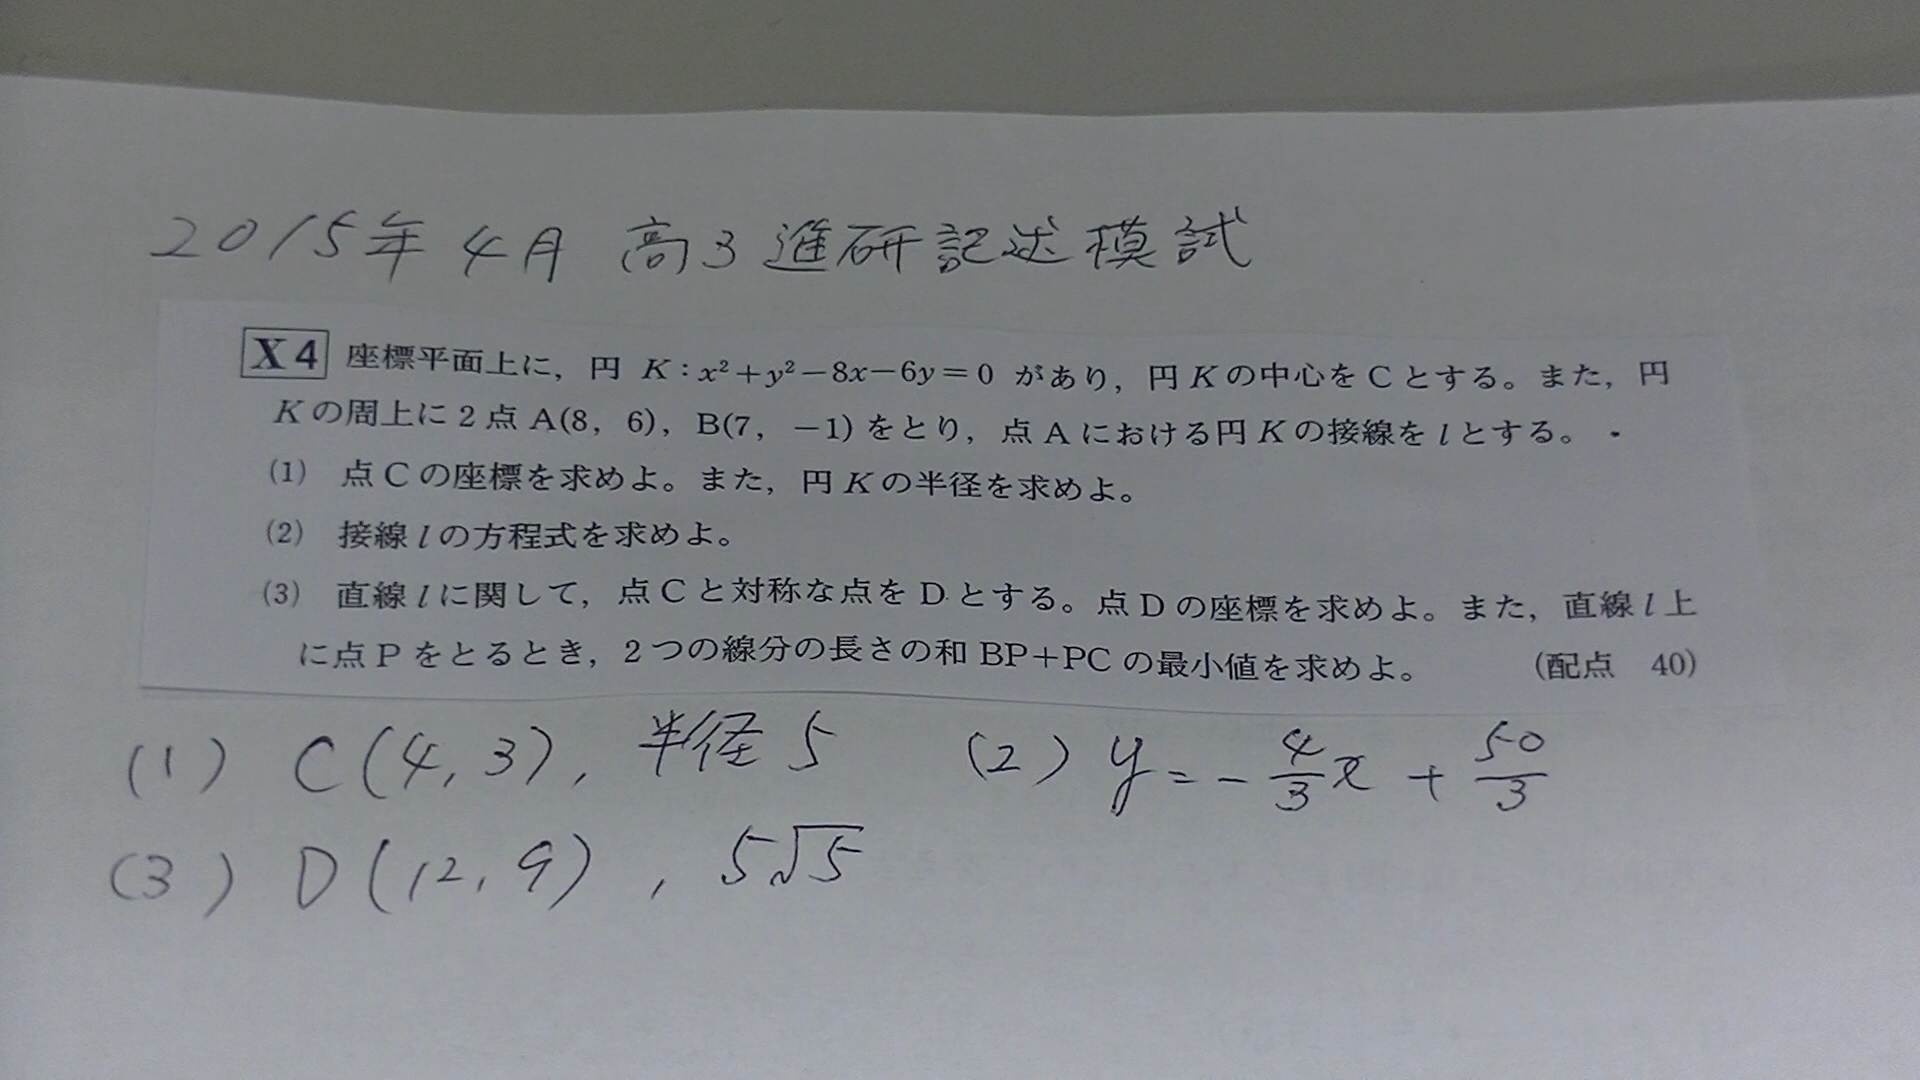 2015年4月 高3進研記述模試
X4 座標平面上に，円 K：x²+y²−8x−6y=0 があり，円Kの中心をCとする。また，円
Kの周上に2点A(8，6)，B(7，−1)をとり，点Aにおける円Kの接線をlとする。
(1) 点Cの座標を求めよ。また，円Kの半径を求めよ。
(2) 接線lの方程式を求めよ。
(3) 直線lに関して，点Cと対称な点をDとする。点Dの座標を求めよ。また，直線l上
に点Pをとるとき，2つの線分の長さの和BP+PCの最小値を求めよ。 (配点 40)
(1) C(4,3), 半径5 (2) y=-4/3x+50/3
(3) D(12,9), 5√5